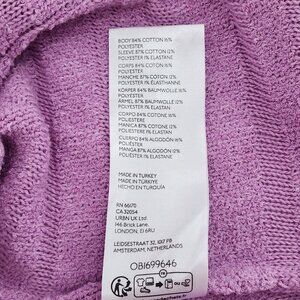 BODY 84% COTTON 16%
POLYESTER
SLEEVE 87% COTTON 12%
POLYESTER 1% ELASTANE
CORPS 84% COTON 16%
POLYESTER
MANCHE 87% COTON 12%
POLYESTER 1% ÉLASTHANNE
KÖRPER 84% BAUMWOLLE 16%
POLYESTER
ÄRMEL 87% BAUMWOLLE 12%
POLYESTER 1% ELASTAN
CORPO 84% COTONE 16%
POLIESTERE
MANICA 87% COTONE 12%
POLIESTERE 1% ELASTAN
CUERPO 84% ALGODÓN 16%
POLIÉSTER
MANGA 87% ALGODÓN 12%
POLIÉSTER 1% ELASTANO
MADE IN TURKEY
MADE IN TÜRKIYE
HECHO EN TURQUÍA
RN 66170
CA 32054
URBN UK Ltd.
146 Brick Lane,
LONDON, E1 6RU
LEIDSESTRAAT 32, 1017 PB
AMSTERDAM, NETHERLANDS
OBI699646
FR
OU